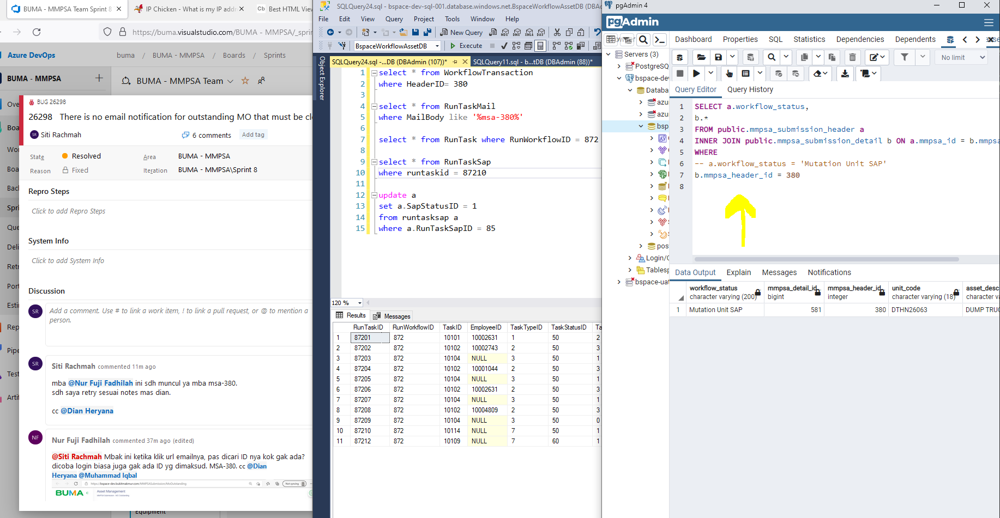 BUMA - MMPSA Team Sprint 8
IP Chicken - What is my IP addr
Best HTML View
https://buma.visualstudio.com/BUMA - MMPSA/_sprin
Azure DevOps
buma / BUMA - MMPSA / Boards / Sprints
BUMA - MMPSA
BUMA - MMPSA Team
BUG 26298
26298 There is no email notification for outstanding MO that must be cl
Siti Rachmah
6 comments
Add tag
State Resolved
Area BUMA - MMPSA
Reason Fixed
Iteration BUMA - MMPSA\Sprint 8
Repro Steps
Click to add Repro Steps
System Info
Click to add System Info
Discussion
SR
Add a comment. Use # to link a work item, ! to link a pull request, or @ to mention a
person.
SR
Siti Rachmah commented 11m ago
mba @Nur Fuji Fadhilah ini sdh muncul ya mba msa-380.
sdh saya retry sesuai notes mas dian.
cc @Dian Heryana
NF
Nur Fuji Fadhilah commented 37m ago (edited)
@Siti Rachmah Mbak ini ketika klik url emailnya, pas dicari ID nya kok gak ada?
dicoba login biasa juga gak ada ID yg dimaksud. MSA-380. cc @Dian
Heryana @Muhammad Iqbal
https://bspace-dev.bukitmakmur.com/MMPSASubmission/MoOutstanding
Not syncing
BUMA
Asset Management
MMPSA Submission - MO Outstanding
Equipment
SQLQuery24.sql - bspace-dev-sql-001.database.windows.net.BspaceWorkflowAssetDB (DBA
File Edit View Query Project Tools Window Help
New Query
BspaceWorkflowAssetDB
Execute
Object Explorer
SQLQuery24.sql -...DB (DBAdmin (107))*
SQLQuery11.sql - b...tDB (DBAdmin (88))*
1 select * from WorkflowTransaction
2 where HeaderID= 380
3
4 select * from RunTaskMail
5 where MailBody like '%msa-380%'
6
7 select * from RunTask where RunWorkflowID = 872
8
9 select * from RunTaskSap
10 where runtaskid = 87210
11
12 update a
13 set a.SapStatusID = 1
14 from runtasksap a
15 where a.RunTaskSapID = 85
120 %
Results Messages
RunTaskID RunWorkflowID TaskID EmployeeID TaskTypeID TaskStatusID Ta
1 87201 872 10101 10002631 1 50 2
2 87202 872 10102 10002743 2 50 3
3 87203 872 10104 NULL 3 50 1
4 87204 872 10102 10001044 2 50 3
5 87205 872 10104 NULL 3 50 1
6 87206 872 10102 10002631 2 50 3
7 87207 872 10104 NULL 3 50 1
8 87208 872 10102 10004809 2 50 3
9 87209 872 10104 NULL 3 50 0
10 87210 872 10114 NULL 7 50 1
11 87212 872 10109 NULL 7 60 1
pgAdmin 4
pgAdmin
Dashboard Properties SQL Statistics Dependencies Dependents
Servers (3)
PostgreSQ
bspace-de
Databa
azu
azu
bsp
pos
Login/G
Tablesp
bspace-uat
No limit
Query Editor Query History
1 SELECT a.workflow_status,
2 b.*
3 FROM public.mmpsa_submission_header a
4 INNER JOIN public.mmpsa_submission_detail b ON a.mmpsa_id = b.mmpsa
5 WHERE
6 -- a.workflow_status = 'Mutation Unit SAP'
7 b.mmpsa_header_id = 380
8
Data Output Explain Messages Notifications
workflow_status character varying (200)
mmpsa_detail_id bigint
mmpsa_header_id integer
unit_code character varying (18)
asset_desc character va
1 Mutation Unit SAP 581 380 DTHN26063 DUMP TRUC